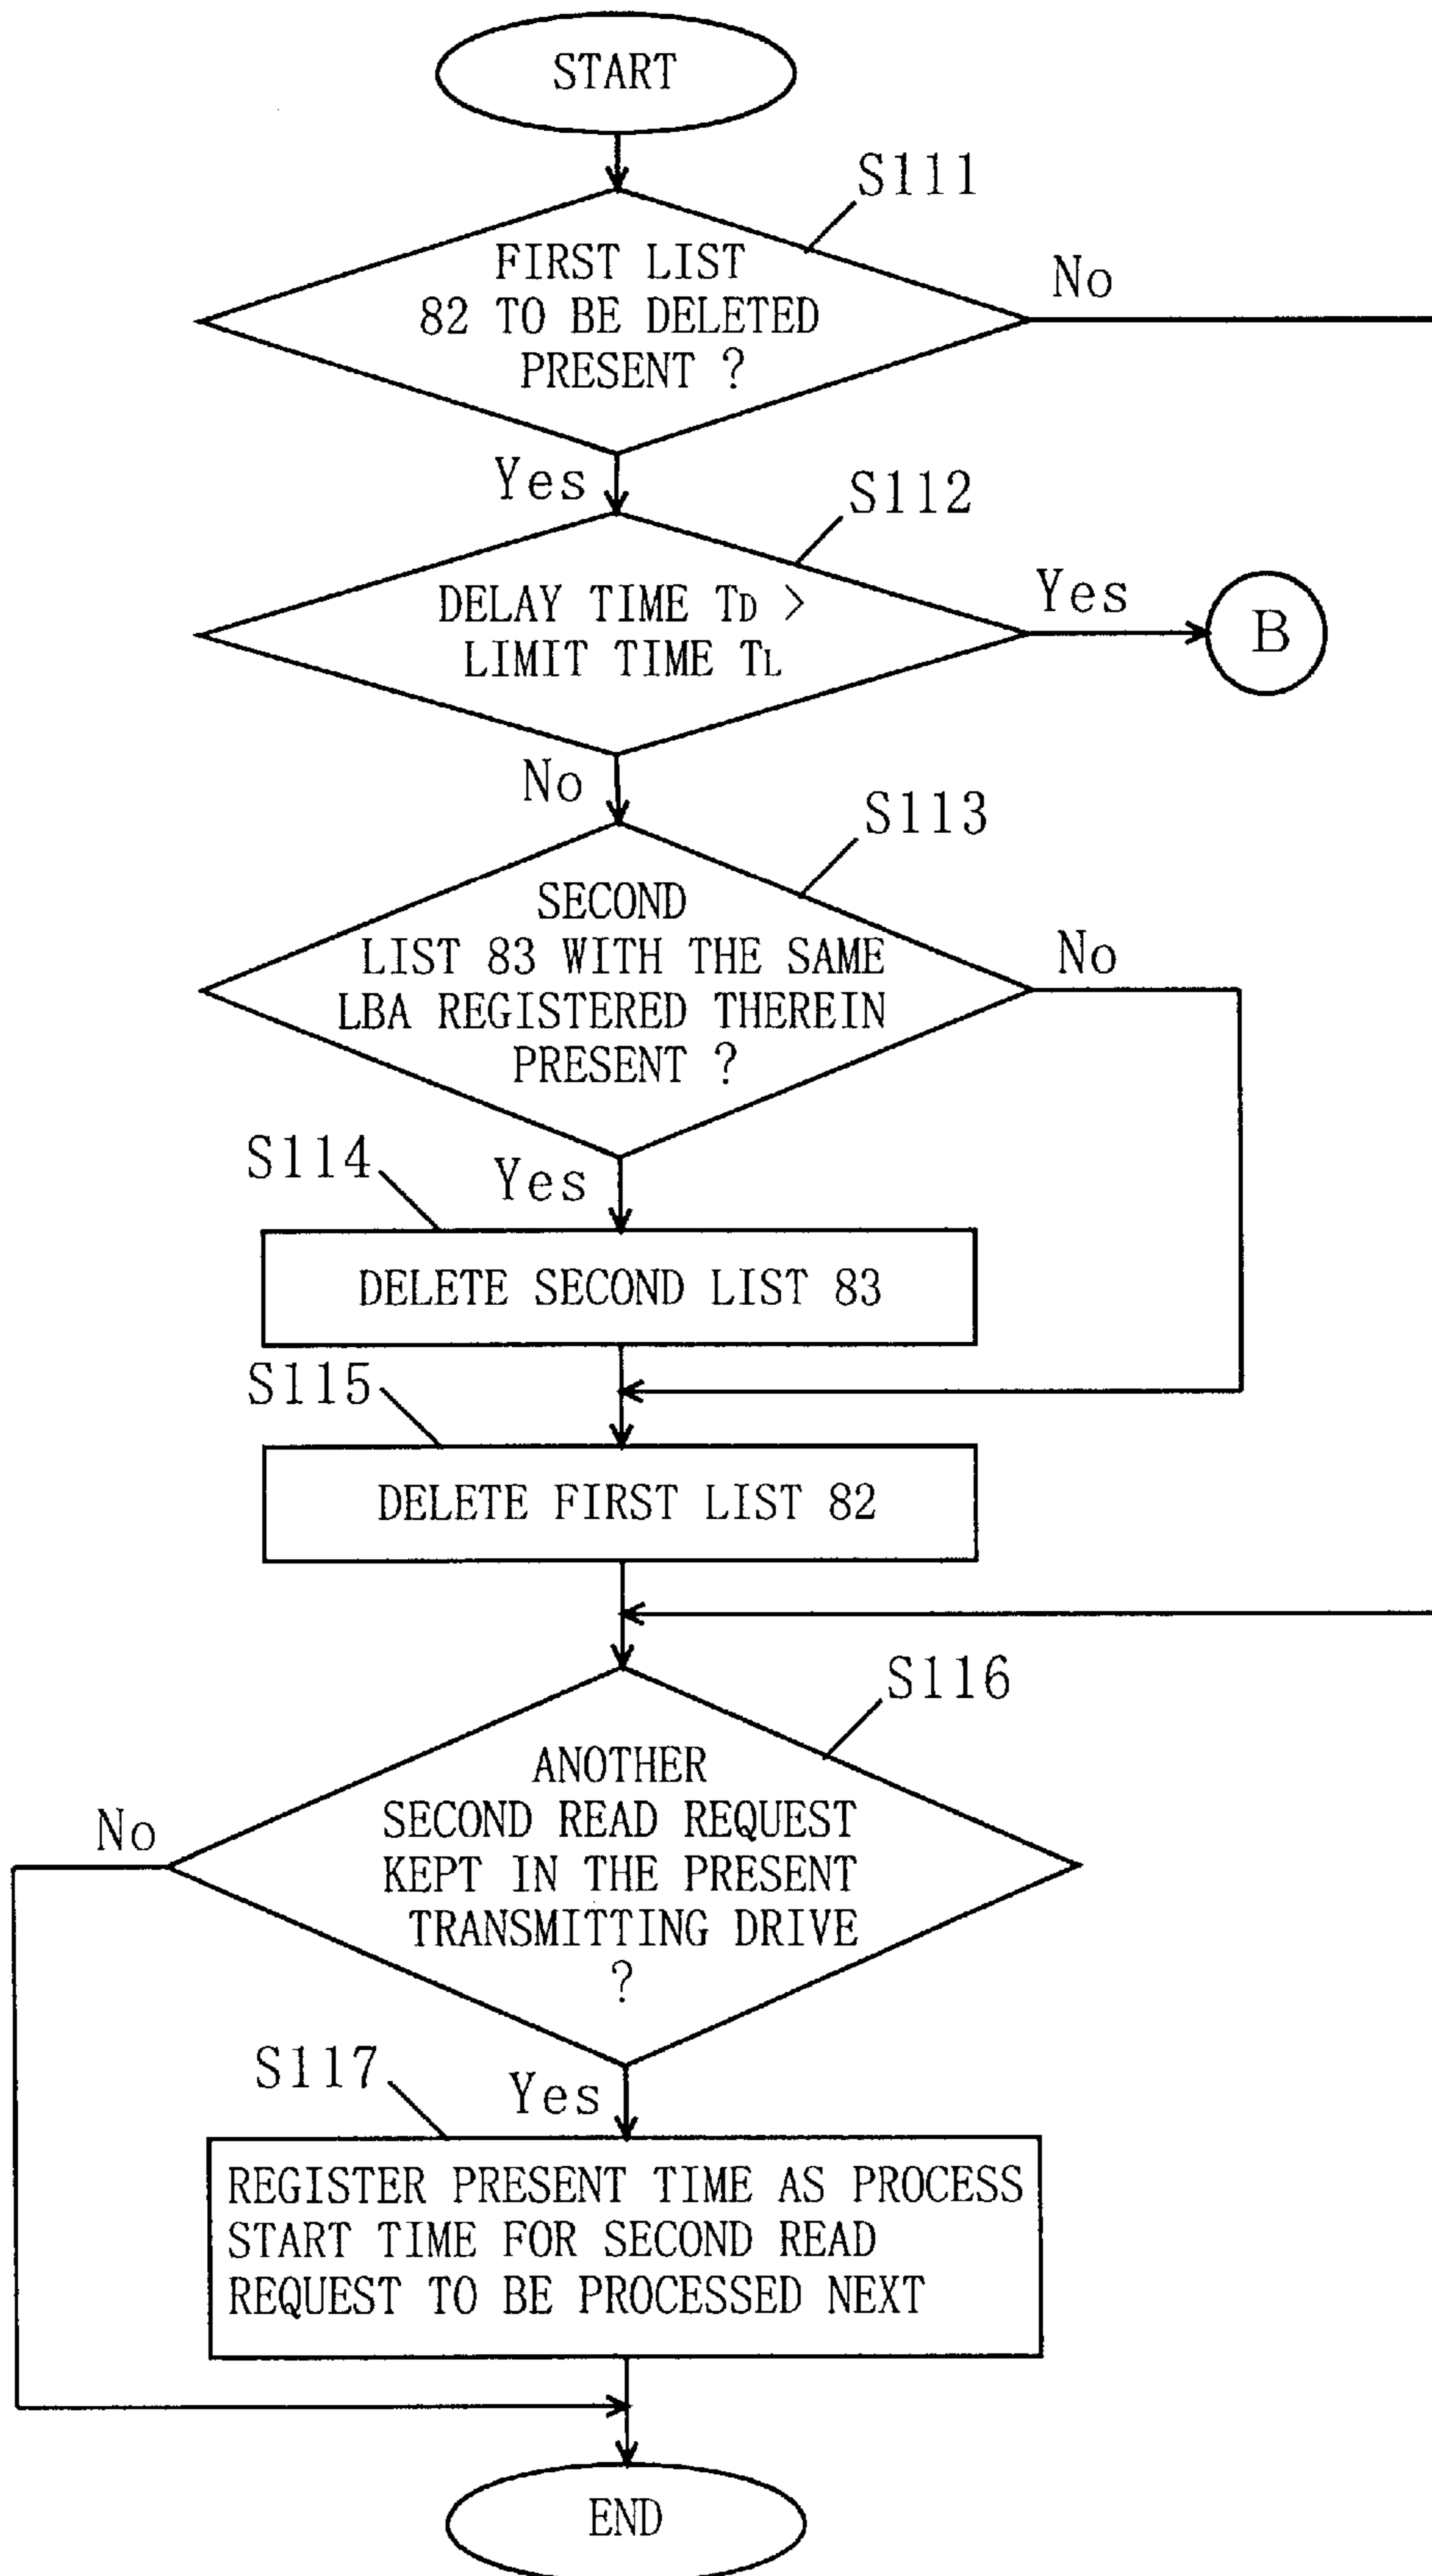 START
S111
FIRST LIST
82 TO BE DELETED
PRESENT ?
No
Yes
S112
DELAY TIME TD >
LIMIT TIME TL
Yes
B
No
S113
SECOND
LIST 83 WITH THE SAME
LBA REGISTERED THEREIN
PRESENT ?
No
S114
Yes
DELETE SECOND LIST 83
S115
DELETE FIRST LIST 82
S116
ANOTHER
SECOND READ REQUEST
KEPT IN THE PRESENT
TRANSMITTING DRIVE
?
No
S117
Yes
REGISTER PRESENT TIME AS PROCESS
START TIME FOR SECOND READ
REQUEST TO BE PROCESSED NEXT
END